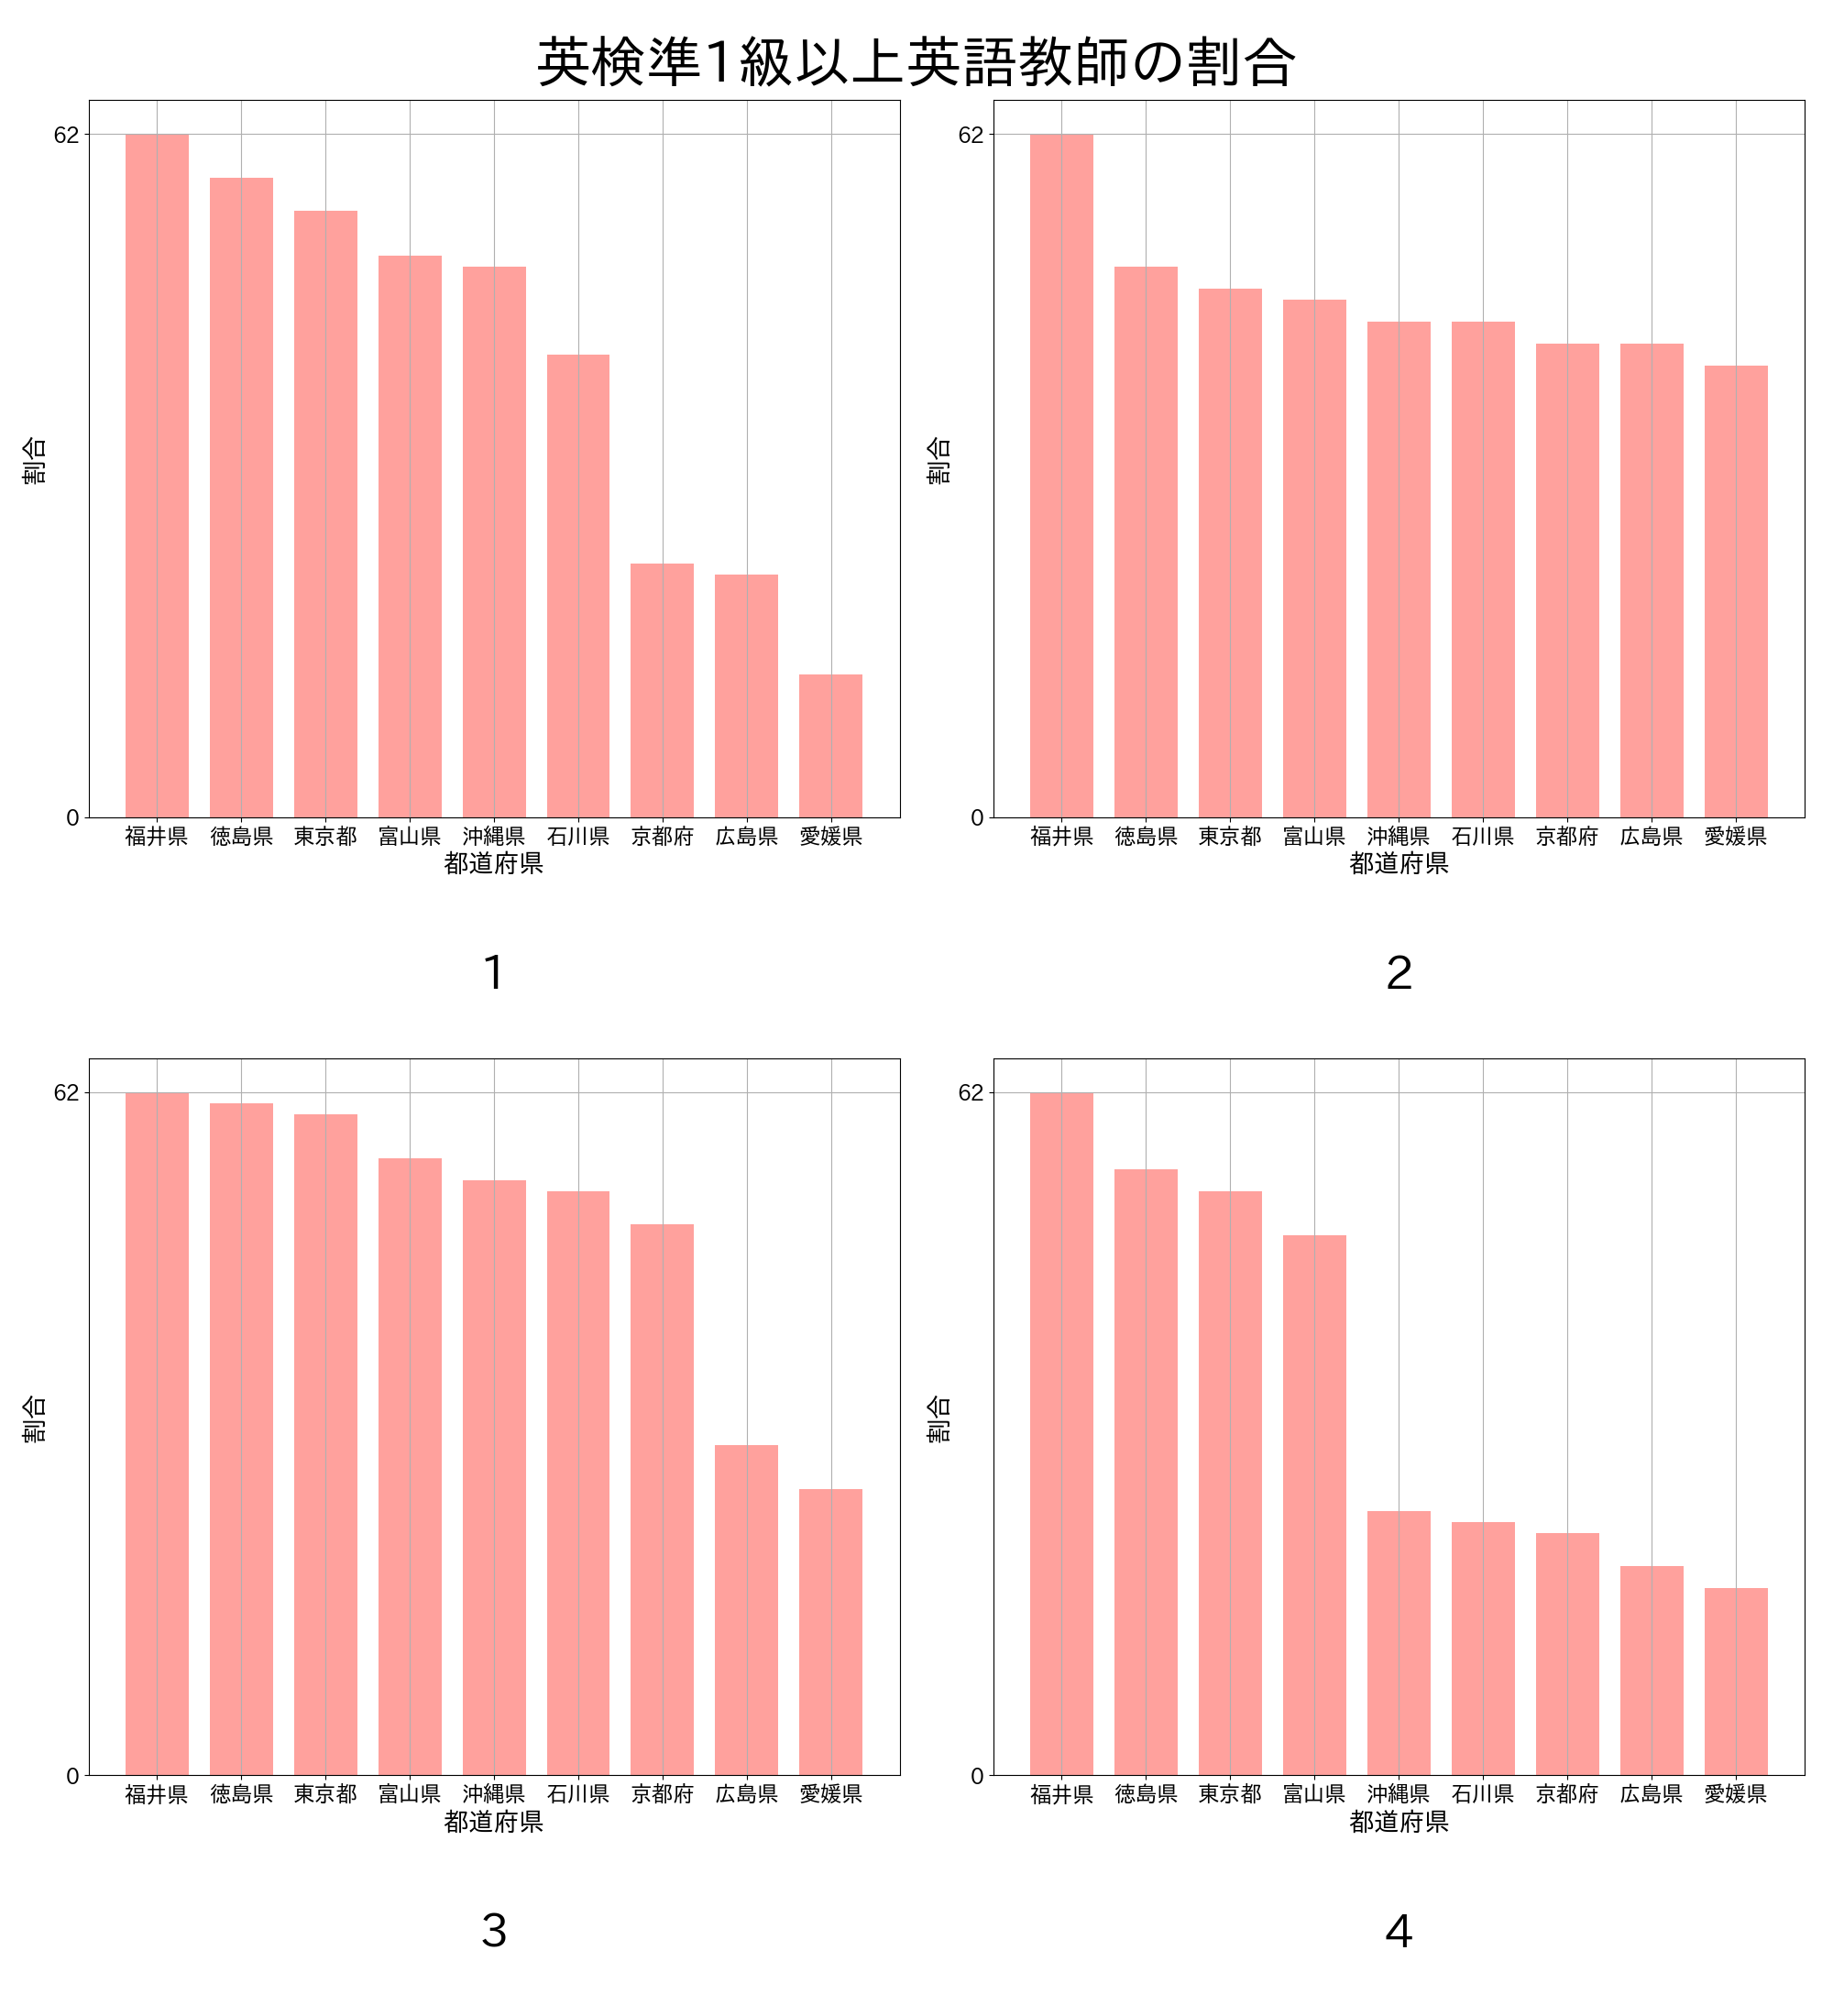 英検準1級以上英語教師の割合
62
0
割合
福井県 徳島県 東京都 富山県 沖縄県 石川県 京都府 広島県 愛媛県
都道府県
1
62
0
割合
福井県 徳島県 東京都 富山県 沖縄県 石川県 京都府 広島県 愛媛県
都道府県
2
62
0
割合
福井県 徳島県 東京都 富山県 沖縄県 石川県 京都府 広島県 愛媛県
都道府県
3
62
0
割合
福井県 徳島県 東京都 富山県 沖縄県 石川県 京都府 広島県 愛媛県
都道府県
4